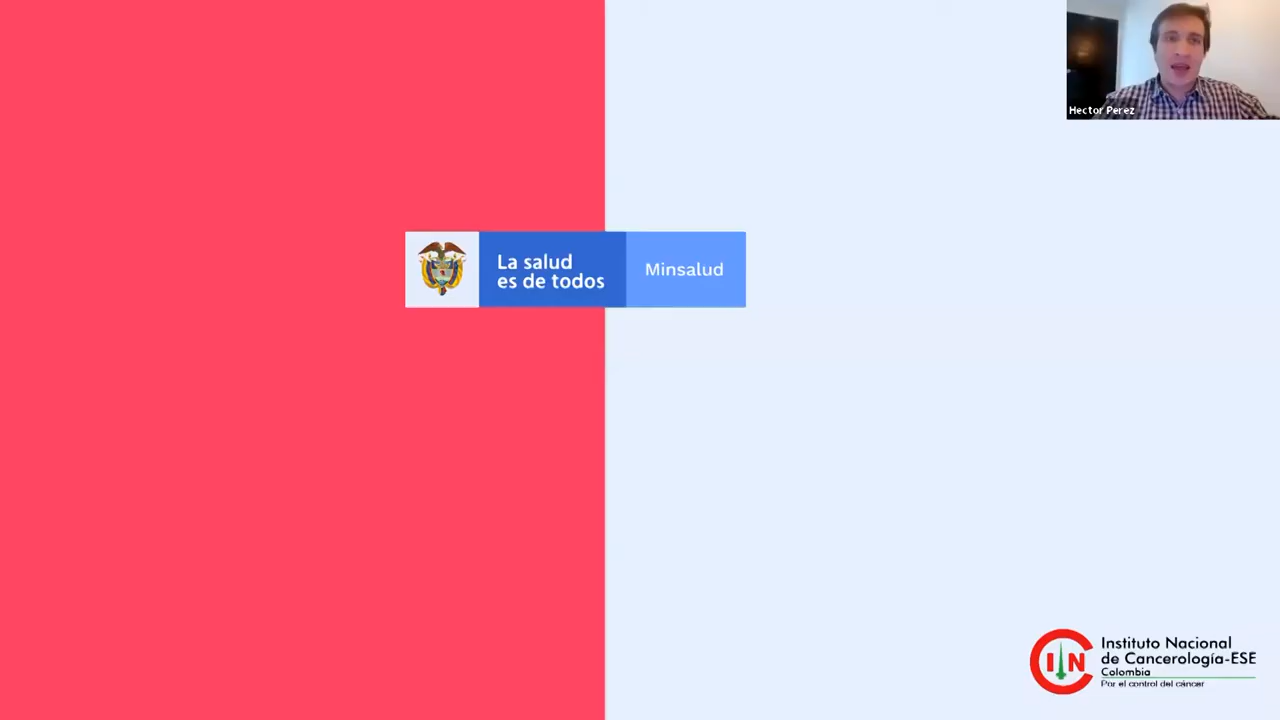 Hector Perez
La salud
es de todos
Minsalud
Instituto Nacional
de Cancerología-ESE
Colombia
Por el control del cáncer